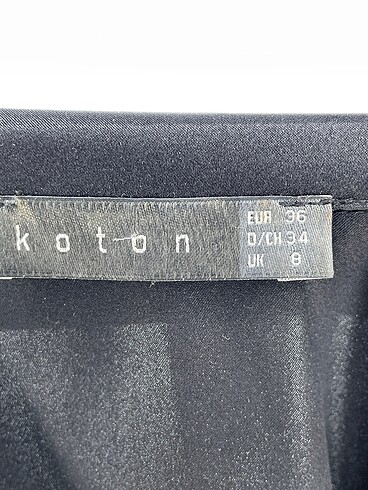 koton
EUR 36
D/CH 34
UK 8